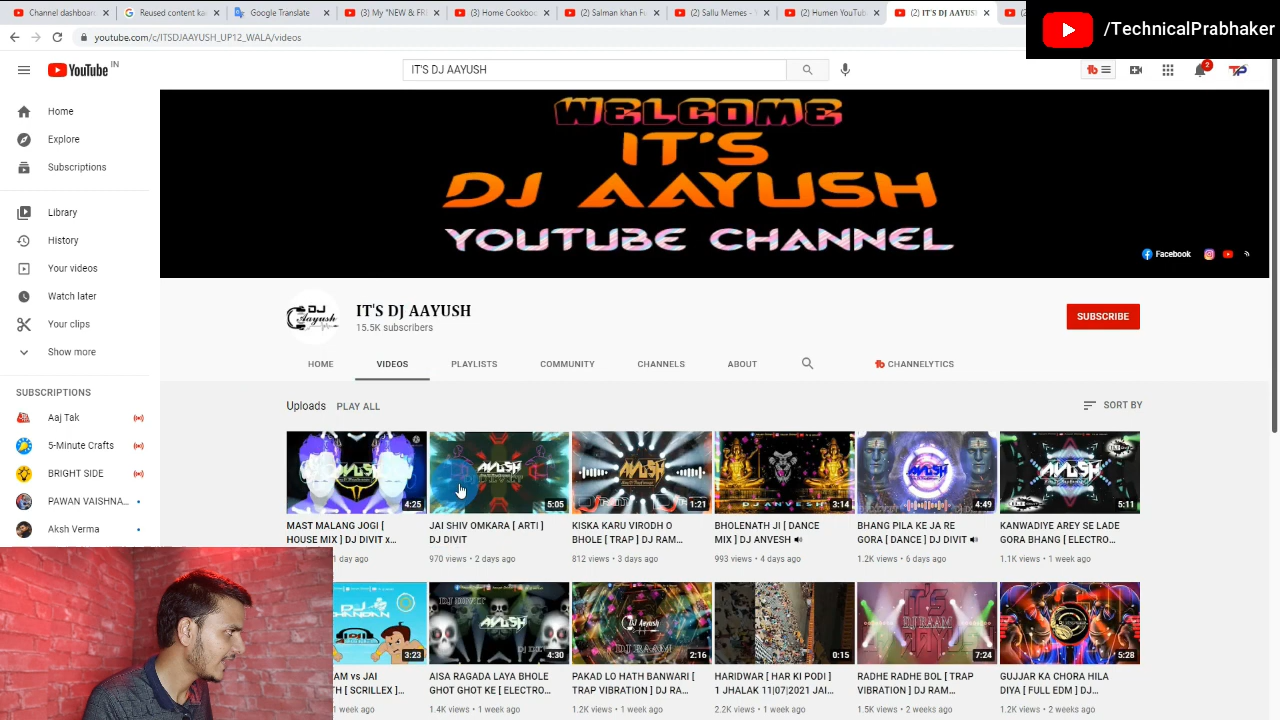 Channel dashboard
Reused content ka
Google Translate
(3) My "NEW & FRE
(3) Home Cookbo
(2) Salman khan Fu
(2) Sallu Memes - Y
(2) Humen YouTub
(2) IT'S DJ AAYUS
/TechnicalPrabhaker
youtube.com/c/ITSDJAAYUSH_UP12_WALA/videos
YouTube IN
IT'S DJ AAYUSH
2
TP
Home
Explore
Subscriptions
Library
History
Your videos
Watch later
Your clips
Show more
SUBSCRIPTIONS
Aaj Tak
5-Minute Crafts
BRIGHT SIDE
PAWAN VAISHNA...
Aksh Verma
WELCOME
IT'S
DJ AAYUSH
YOUTUBE CHANNEL
Facebook
DJ Aayush
IT'S DJ AAYUSH
15.5K subscribers
SUBSCRIBE
HOME VIDEOS PLAYLISTS COMMUNITY CHANNELS ABOUT CHANNELYTICS
Uploads PLAY ALL SORT BY
4:25 5:05 1:21 3:14 4:49 5:11
MAST MALANG JOGI [
HOUSE MIX ] DJ DIVIT x...
1 day ago
JAI SHIV OMKARA [ ARTI ]
DJ DIVIT
970 views • 2 days ago
KISKA KARU VIRODH O
BHOLE [ TRAP ] DJ RAM...
812 views • 3 days ago
BHOLENATH JI [ DANCE
MIX ] DJ ANVESH 🔊
993 views • 4 days ago
BHANG PILA KE JA RE
GORA [ DANCE ] DJ DIVIT 🔊
1.2K views • 6 days ago
KANWADIYE AREY SE LADE
GORA BHANG [ ELECTRO...
1.1K views • 1 week ago
3:23 4:30 2:16 0:15 7:24 5:28
AM vs JAI
TH [ SCRILLEX ]...
1 week ago
AISA RAGADA LAYA BHOLE
GHOT GHOT KE [ ELECTRO...
1.4K views • 1 week ago
PAKAD LO HATH BANWARI [
TRAP VIBRATION ] DJ RA...
1.2K views • 1 week ago
HARIDWAR [ HAR KI PODI ]
1 JHALAK 11|07|2021 JAI...
2.2K views • 1 week ago
RADHE RADHE BOL [ TRAP
VIBRATION ] DJ RAM...
1.5K views • 2 weeks ago
GUJJAR KA CHORA HILA
DIYA [ FULL EDM ] DJ...
1.2K views • 2 weeks ago